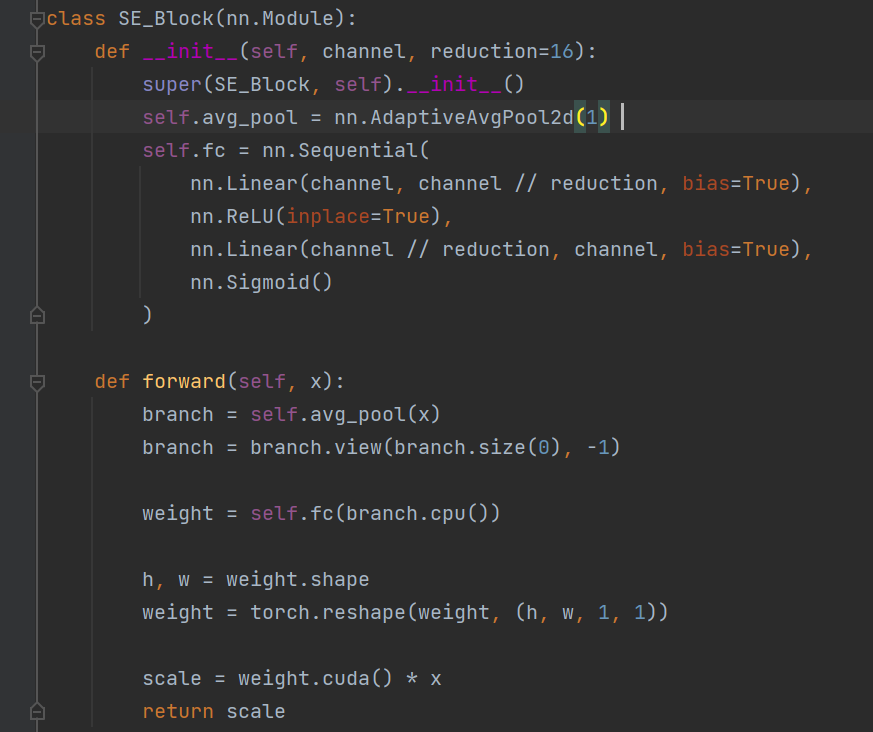 class SE_Block(nn.Module):
    def __init__(self, channel, reduction=16):
        super(SE_Block, self).__init__()
        self.avg_pool = nn.AdaptiveAvgPool2d(1)
        self.fc = nn.Sequential(
            nn.Linear(channel, channel // reduction, bias=True),
            nn.ReLU(inplace=True),
            nn.Linear(channel // reduction, channel, bias=True),
            nn.Sigmoid()
        )
    def forward(self, x):
        branch = self.avg_pool(x)
        branch = branch.view(branch.size(0), -1)
        weight = self.fc(branch.cpu())
        h, w = weight.shape
        weight = torch.reshape(weight, (h, w, 1, 1))
        scale = weight.cuda() * x
        return scale